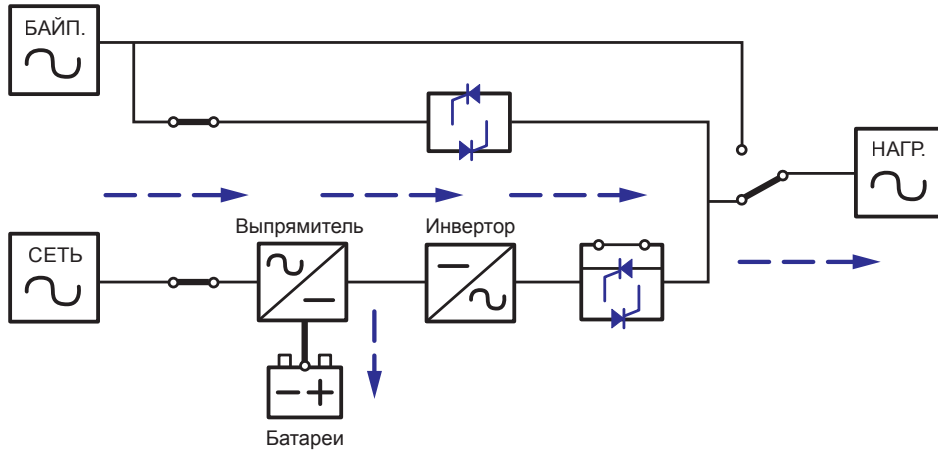 БАЙП.
НАГР.
Выпрямитель
Инвертор
СЕТЬ
Батареи